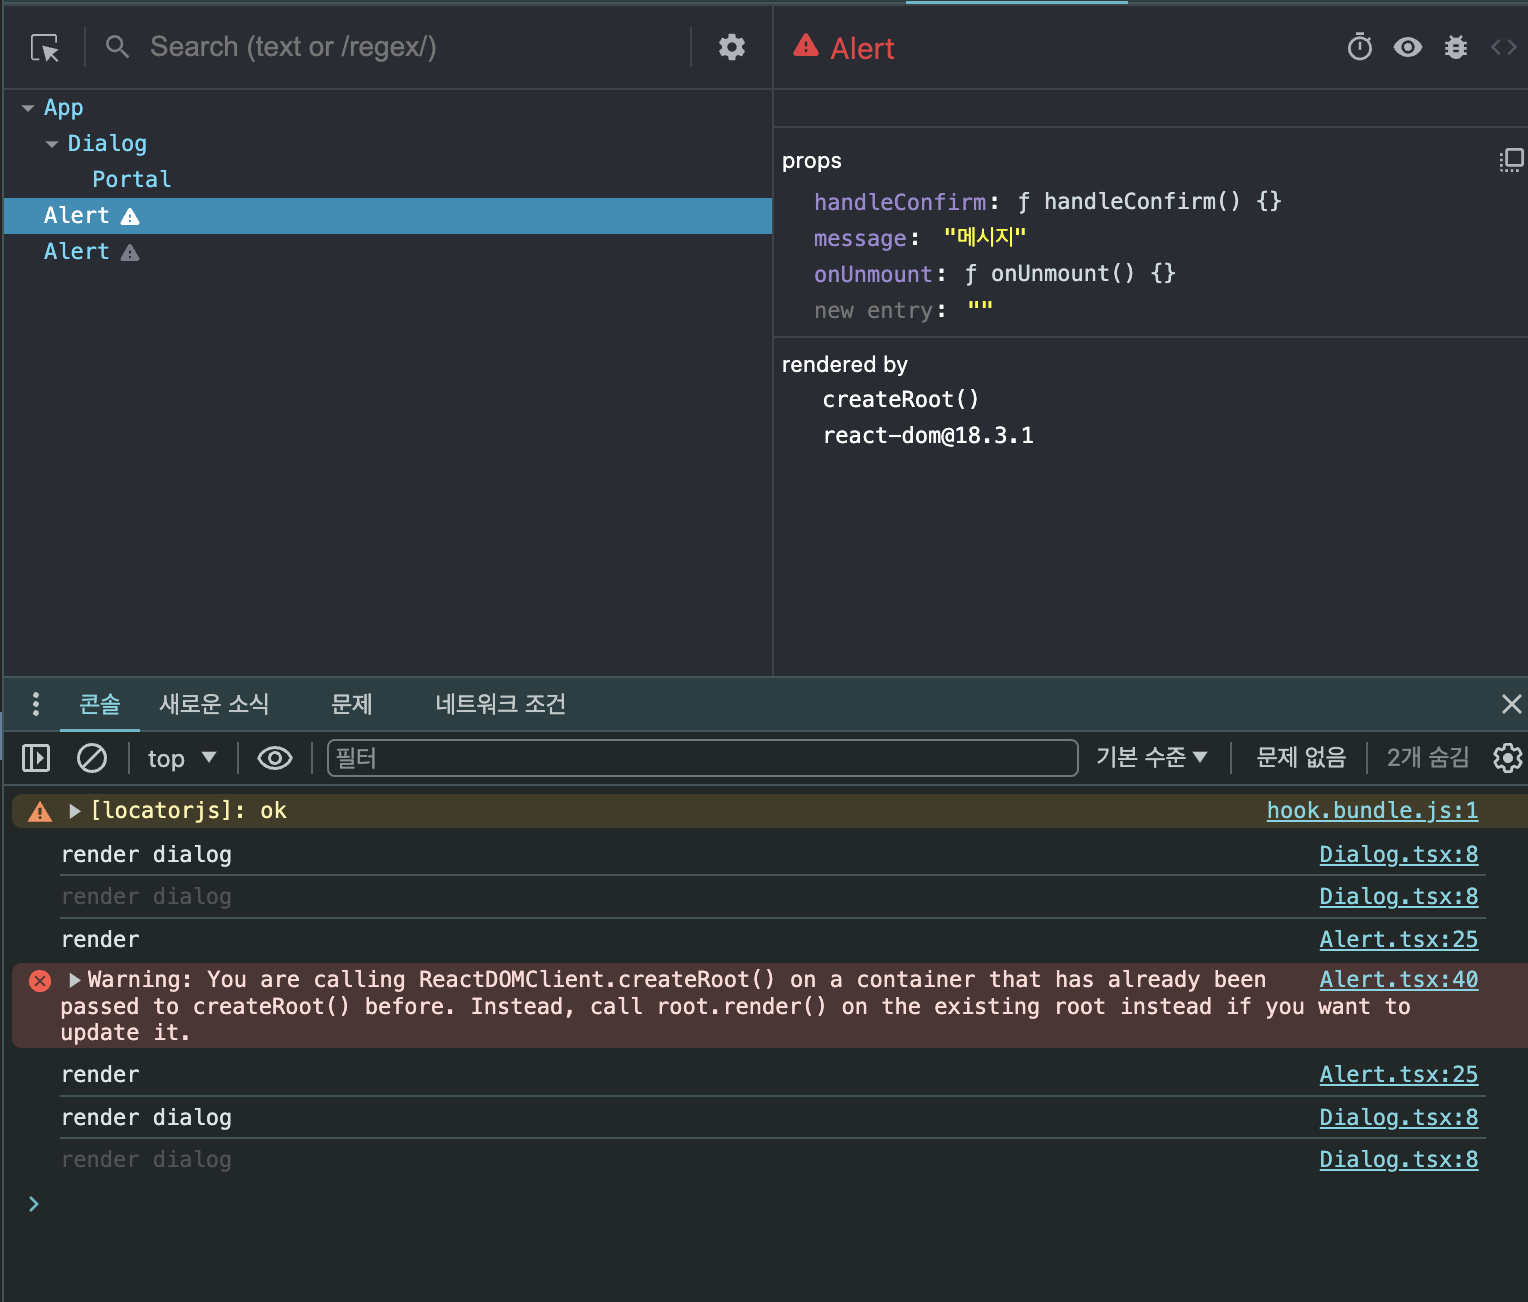 Search (text or /regex/)
Alert
App
Dialog
Portal
Alert
Alert
props
handleConfirm: ƒ handleConfirm() {}
message: "메시지"
onUnmount: ƒ onUnmount() {}
new entry: ""
rendered by
createRoot()
react-dom@18.3.1
콘솔 새로운 소식 문제 네트워크 조건
top 필터 기본 수준 문제 없음 2개 숨김
[locatorjs]: ok hook.bundle.js:1
render dialog Dialog.tsx:8
render dialog Dialog.tsx:8
render Alert.tsx:25
Warning: You are calling ReactDOMClient.createRoot() on a container that has already been Alert.tsx:40
passed to createRoot() before. Instead, call root.render() on the existing root instead if you want to
update it.
render Alert.tsx:25
render dialog Dialog.tsx:8
render dialog Dialog.tsx:8